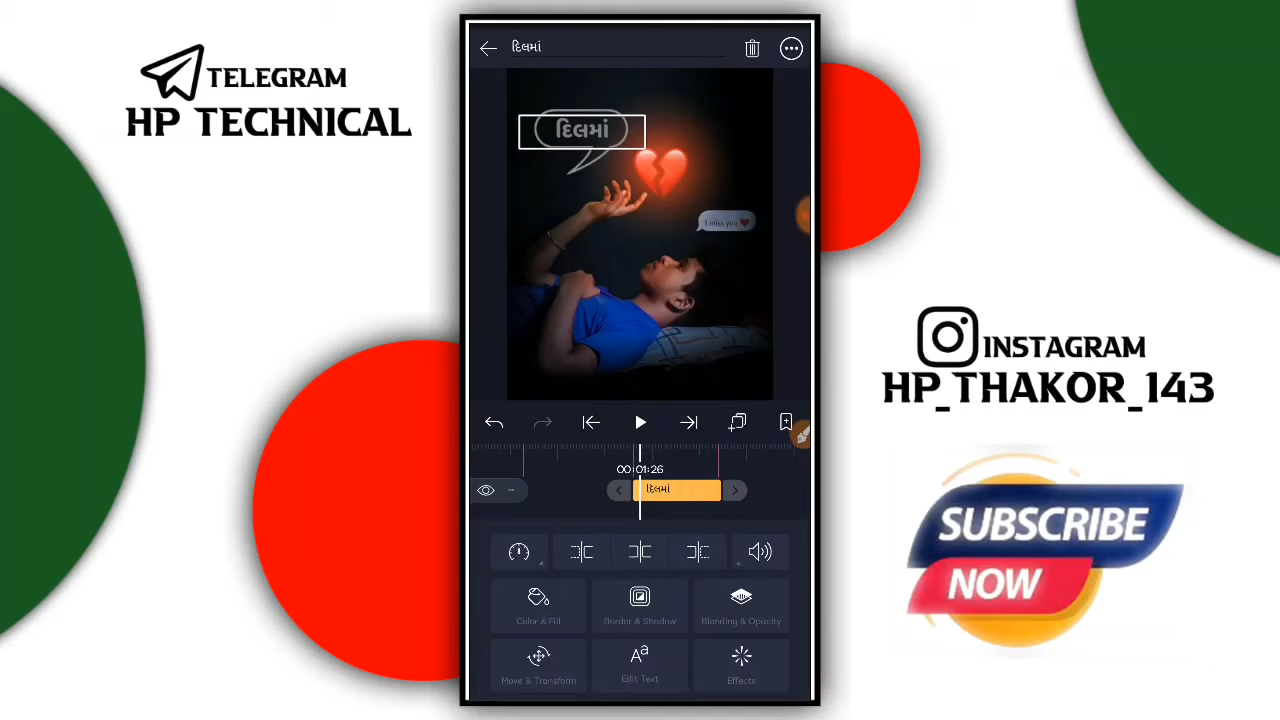 TELEGRAM
HP TECHNICAL
દિલમાં
દિલમાં
I miss you
00:01:26
દિલમાં
Color & Fill
Border & Shadow
Blending & Opacity
Move & Transform
Aa
Edit Text
Effects
INSTAGRAM
HP_THAKOR_143
SUBSCRIBE
NOW